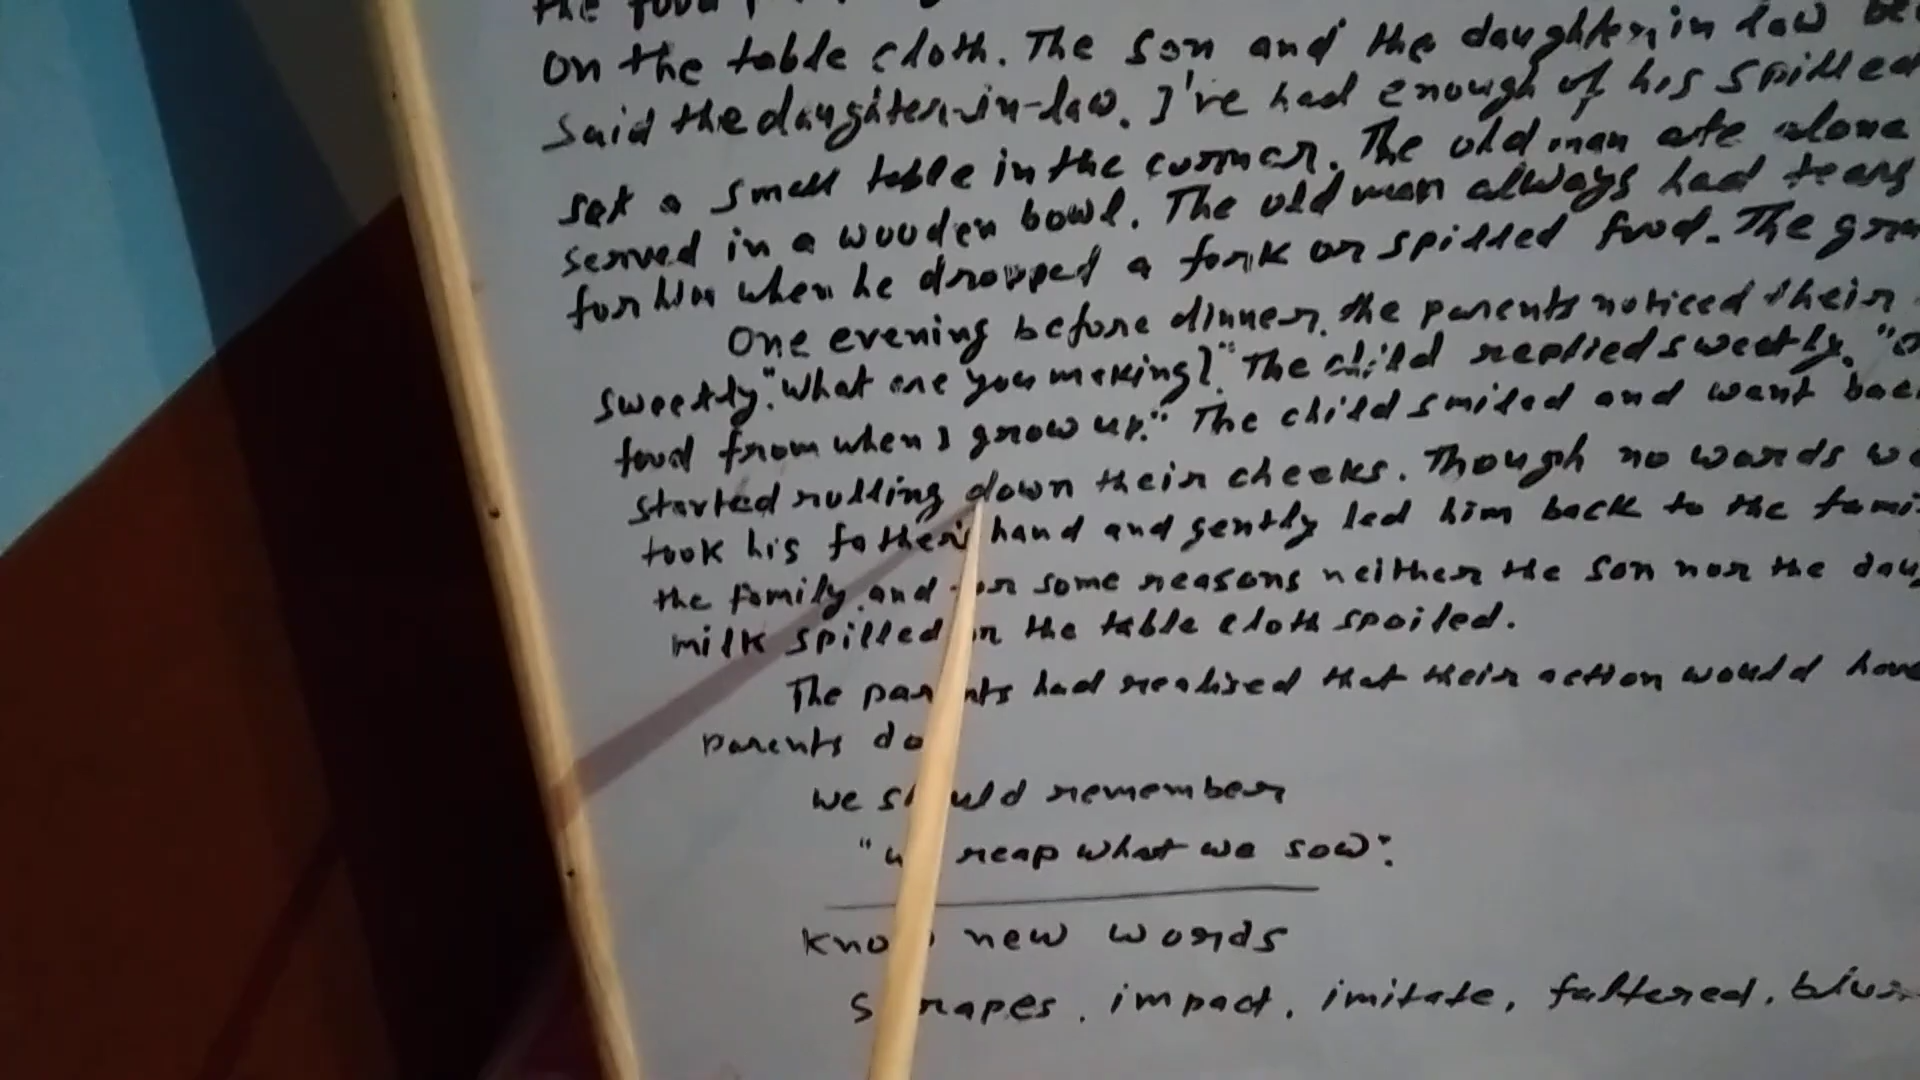 the food
on the table cloth. The son and the daughter, in law
said the daughter-in-law. I've had enough of his spilled
set a small table in the corner. The old man ate alone
served in a wooden bowl. The old man always had tears
for him when he dropped a fork or spilled food. The
One evening before dinner, the parents noticed their
sweetly. "What are you making?" The child replied sweetly. "
food from when I grow up." The child smiled and went
started rolling down their cheeks. Though no words
took his father's hand and gently led him back to the
the family and for some reasons neither the son nor the
milk spilled on the table cloth spoiled.
The parents had realised that their action would have
parents do
we should remember
"we reap what we sow".
Know new words
Scrapes, impact, imitate, faltered,